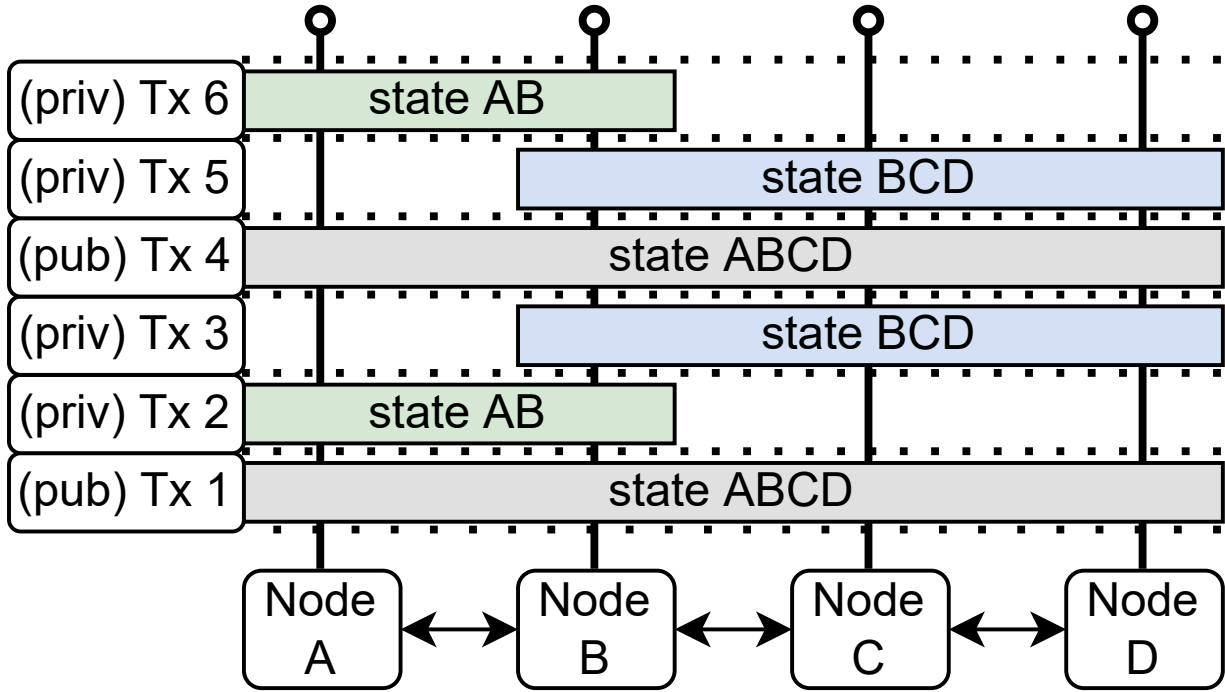 (priv) Tx 6 state AB
(priv) Tx 5 state BCD
(pub) Tx 4 state ABCD
(priv) Tx 3 state BCD
(priv) Tx 2 state AB
(pub) Tx 1 state ABCD
Node A
Node B
Node C
Node D